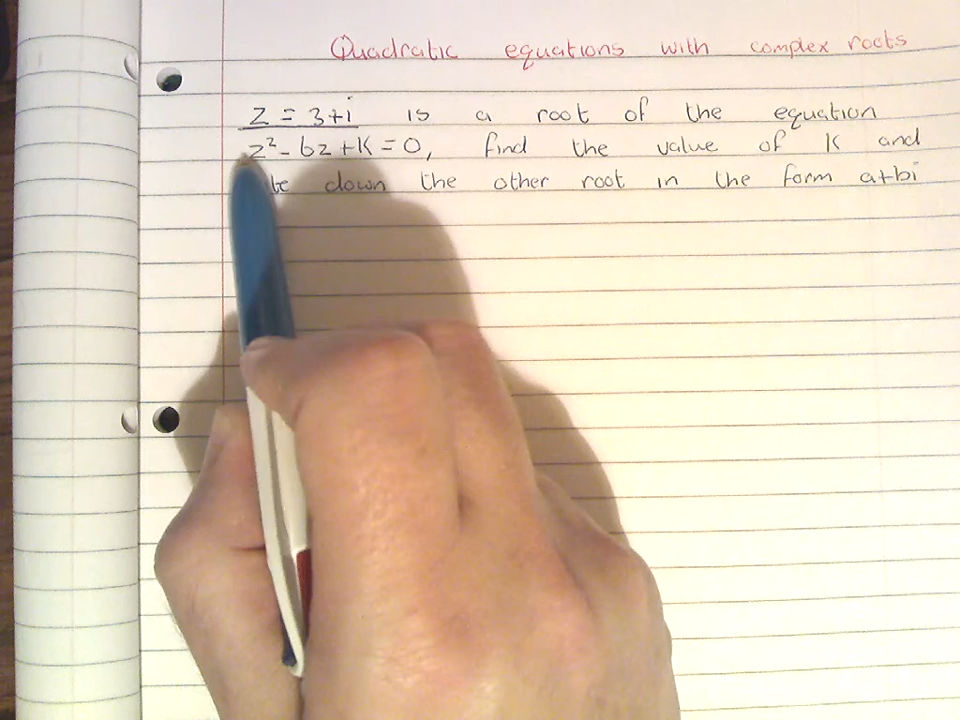 Quadratic equations with complex roots
z = 3+i is a root of the equation
z² - 6z + K = 0, find the value of K and
down the other root in the form a+bi